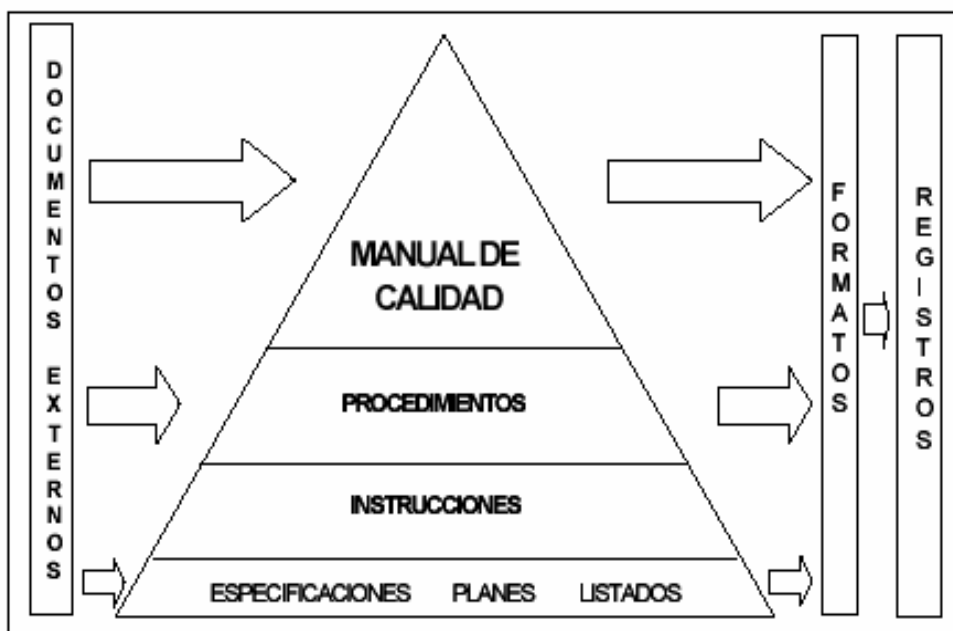 DOCUMENTOS EXTERNOS
MANUAL DE
CALIDAD
PROCEDIMIENTOS
INSTRUCCIONES
ESPECIFICACIONES PLANES LISTADOS
FORMATOS
REGISTROS